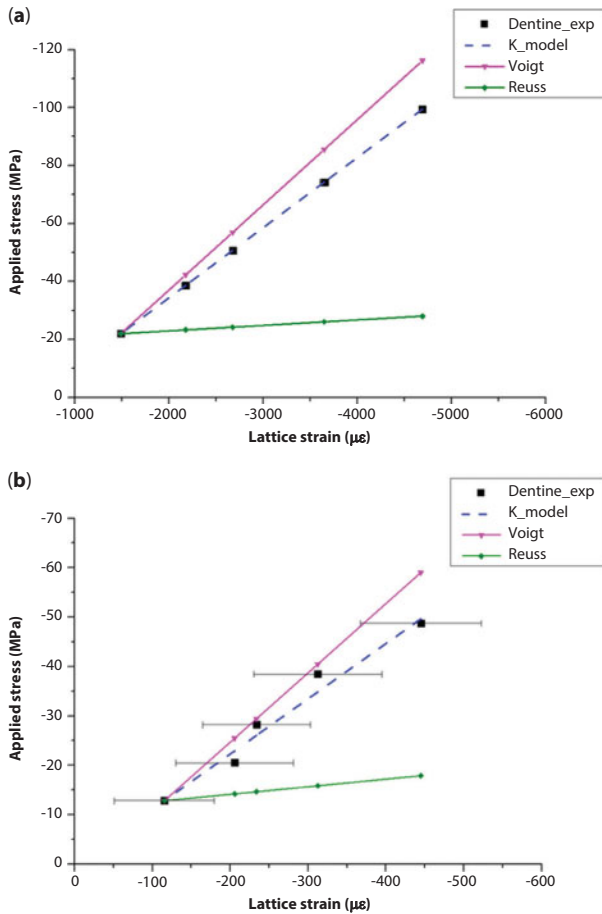 (a)
-120
-100
-80
-60
-40
-20
0
Applied stress (MPa)
-1000 -2000 -3000 -4000 -5000 -6000
Lattice strain (με)
Dentine_exp
K_model
Voigt
Reuss
(b)
-70
-60
-50
-40
-30
-20
-10
0
Applied stress (MPa)
0 -100 -200 -300 -400 -500 -600
Lattice strain (με)
Dentine_exp
K_model
Voigt
Reuss